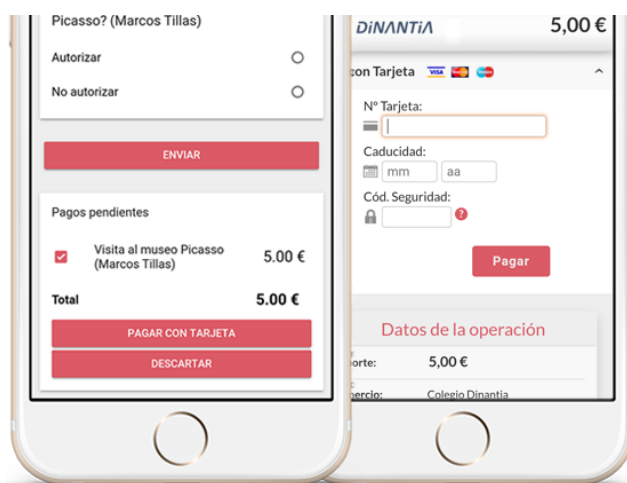 Picasso? (Marcos Tillas)
Autorizar
No autorizar
ENVIAR
Pagos pendientes
Visita al museo Picasso
(Marcos Tillas)
5.00 €
Total
5.00 €
PAGAR CON TARJETA
DESCARTAR
DiNANTiA
5,00 €
con Tarjeta VISA
Nº Tarjeta:
Caducidad:
mm
aa
Cód. Seguridad:
?
Pagar
Datos de la operación
orte:
5,00 €
ercio:
Colegio Dinantia